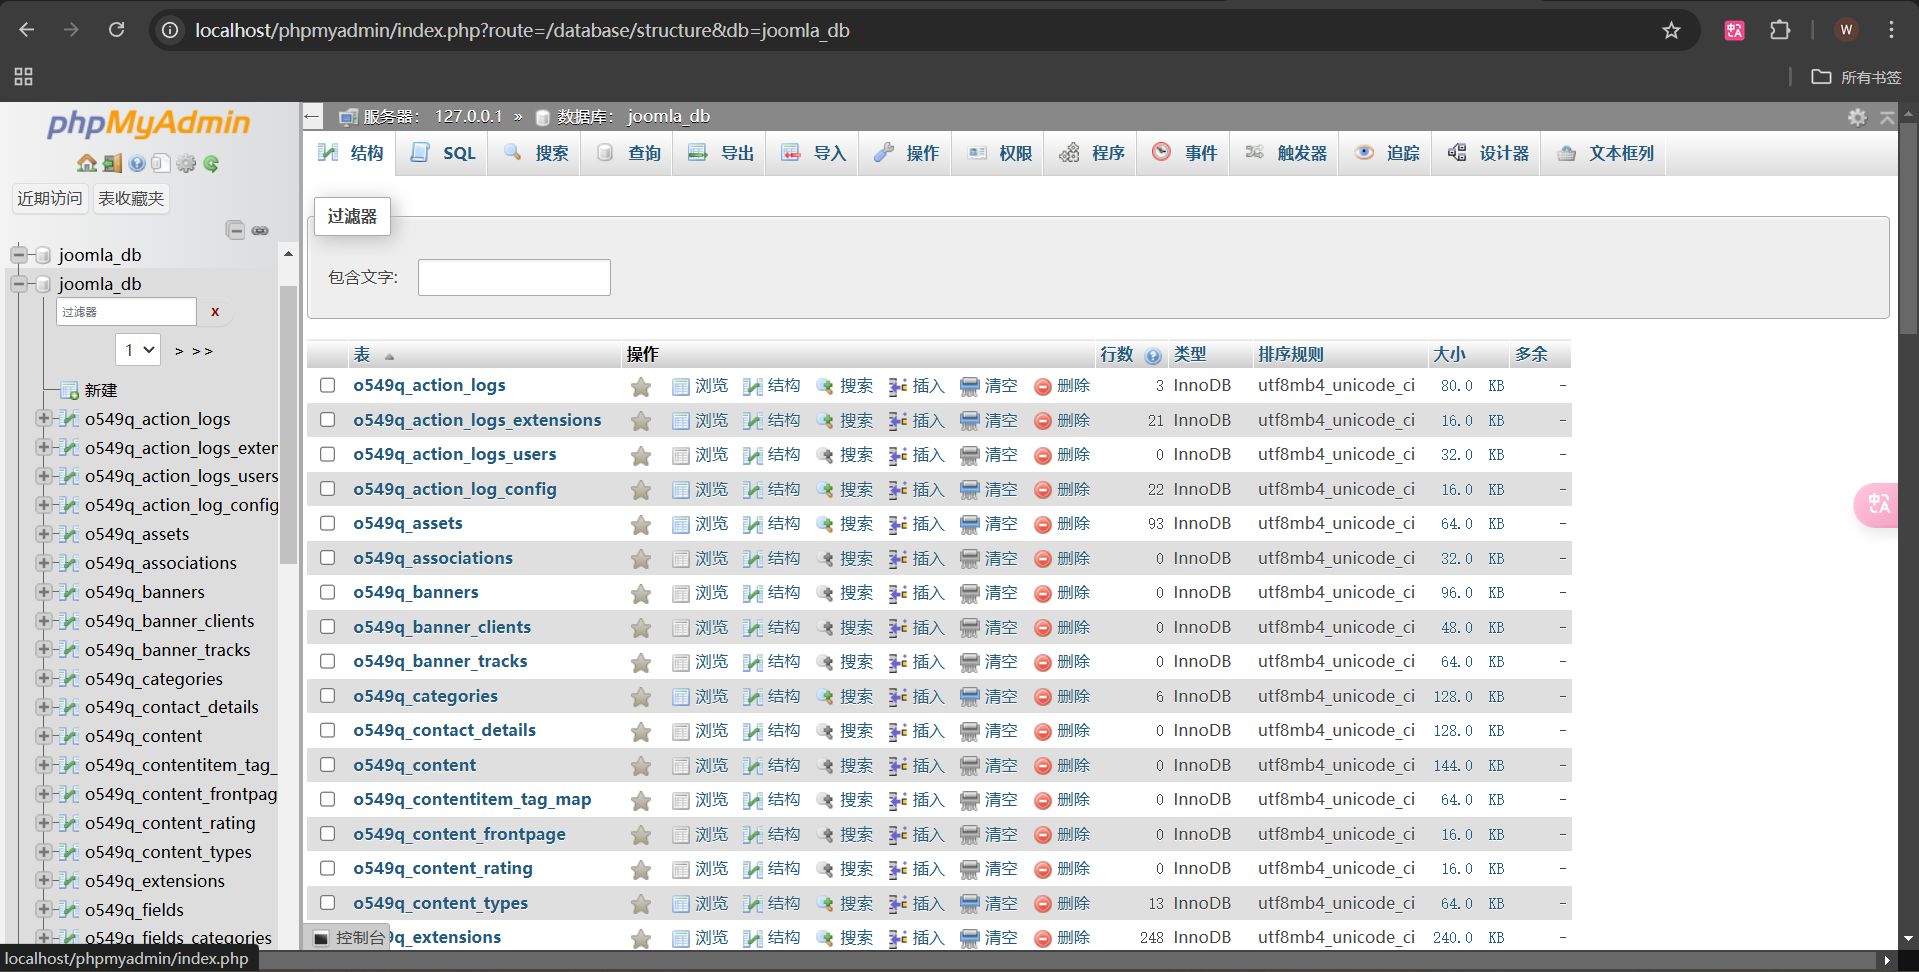 localhost/phpmyadmin/index.php?route=/database/structure&db=joomla_db
W
所有书签
phpMyAdmin
近期访问 表收藏夹
joomla_db
joomla_db
过滤器 x
1 > >>
新建
o549q_action_logs
o549q_action_logs_exten
o549q_action_logs_users
o549q_action_log_config
o549q_assets
o549q_associations
o549q_banners
o549q_banner_clients
o549q_banner_tracks
o549q_categories
o549q_contact_details
o549q_content
o549q_contentitem_tag_
o549q_content_frontpag
o549q_content_rating
o549q_content_types
o549q_extensions
o549q_fields
o549q_fields_categories
localhost/phpmyadmin/index.php
← 服务器: 127.0.0.1 » 数据库: joomla_db
结构 SQL 搜索 查询 导出 导入 操作 权限 程序 事件 触发器 追踪 设计器 文本框列
过滤器
包含文字:
表 操作 行数 类型 排序规则 大小 多余
o549q_action_logs 浏览 结构 搜索 插入 清空 删除 3 InnoDB utf8mb4_unicode_ci 80.0 KB -
o549q_action_logs_extensions 浏览 结构 搜索 插入 清空 删除 21 InnoDB utf8mb4_unicode_ci 16.0 KB -
o549q_action_logs_users 浏览 结构 搜索 插入 清空 删除 0 InnoDB utf8mb4_unicode_ci 32.0 KB -
o549q_action_log_config 浏览 结构 搜索 插入 清空 删除 22 InnoDB utf8mb4_unicode_ci 16.0 KB -
o549q_assets 浏览 结构 搜索 插入 清空 删除 93 InnoDB utf8mb4_unicode_ci 64.0 KB -
o549q_associations 浏览 结构 搜索 插入 清空 删除 0 InnoDB utf8mb4_unicode_ci 32.0 KB -
o549q_banners 浏览 结构 搜索 插入 清空 删除 0 InnoDB utf8mb4_unicode_ci 96.0 KB -
o549q_banner_clients 浏览 结构 搜索 插入 清空 删除 0 InnoDB utf8mb4_unicode_ci 48.0 KB -
o549q_banner_tracks 浏览 结构 搜索 插入 清空 删除 0 InnoDB utf8mb4_unicode_ci 64.0 KB -
o549q_categories 浏览 结构 搜索 插入 清空 删除 6 InnoDB utf8mb4_unicode_ci 128.0 KB -
o549q_contact_details 浏览 结构 搜索 插入 清空 删除 0 InnoDB utf8mb4_unicode_ci 128.0 KB -
o549q_content 浏览 结构 搜索 插入 清空 删除 0 InnoDB utf8mb4_unicode_ci 144.0 KB -
o549q_contentitem_tag_map 浏览 结构 搜索 插入 清空 删除 0 InnoDB utf8mb4_unicode_ci 64.0 KB -
o549q_content_frontpage 浏览 结构 搜索 插入 清空 删除 0 InnoDB utf8mb4_unicode_ci 16.0 KB -
o549q_content_rating 浏览 结构 搜索 插入 清空 删除 0 InnoDB utf8mb4_unicode_ci 16.0 KB -
o549q_content_types 浏览 结构 搜索 插入 清空 删除 13 InnoDB utf8mb4_unicode_ci 64.0 KB -
控制台 9q_extensions 浏览 结构 搜索 插入 清空 删除 248 InnoDB utf8mb4_unicode_ci 240.0 KB -